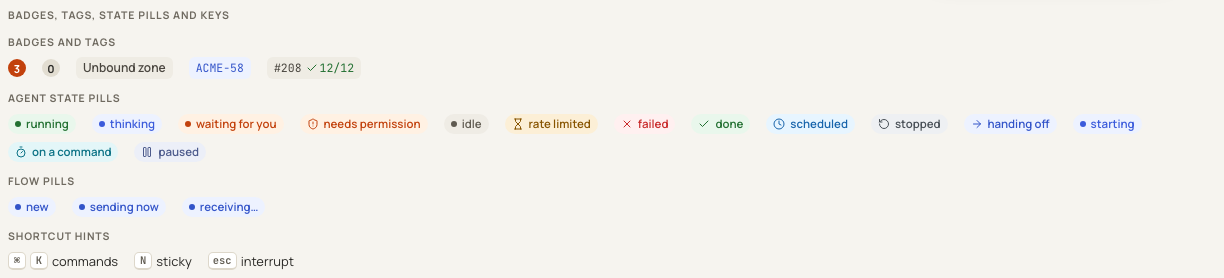 BADGES, TAGS, STATE PILLS AND KEYS
BADGES AND TAGS
3 0 Unbound zone ACME-58 #208 ✓ 12/12
AGENT STATE PILLS
running thinking waiting for you needs permission idle rate limited failed done scheduled stopped handing off starting
on a command paused
FLOW PILLS
new sending now receiving…
SHORTCUT HINTS
⌘ K commands N sticky esc interrupt